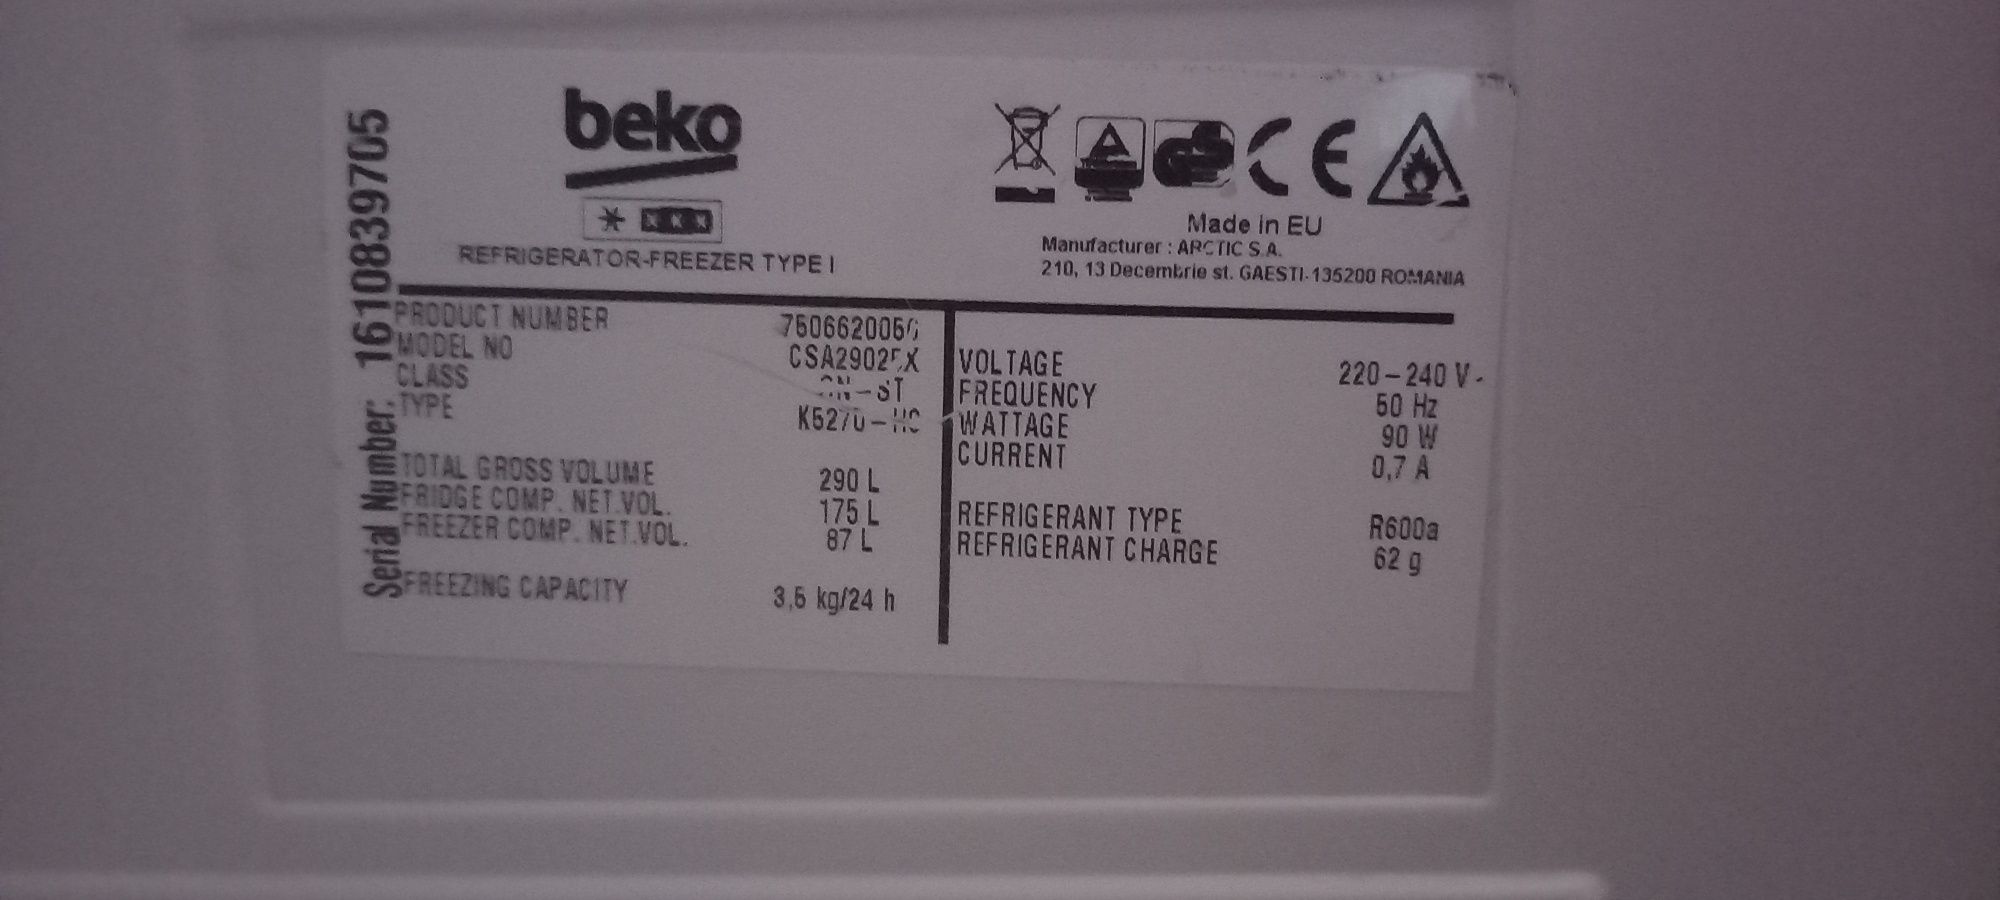 beko
REFRIGERATOR-FREEZER TYPE I
Made in EU
Manufacturer : ARCTIC S.A.
210, 13 Decembrie st. GAESTI-135200 ROMANIA
Serial Number: 1610839705
PRODUCT NUMBER
MODEL NO
CLASS
TYPE
TOTAL GROSS VOLUME 290 L
FRIDGE COMP. NET.VOL. 175 L
FREEZER COMP. NET.VOL. 87 L
FREEZING CAPACITY 3,5 kg/24 h
VOLTAGE 220-240 V~
FREQUENCY 50 Hz
WATTAGE 90 W
CURRENT 0,7 A
REFRIGERANT TYPE R600a
REFRIGERANT CHARGE 62 g